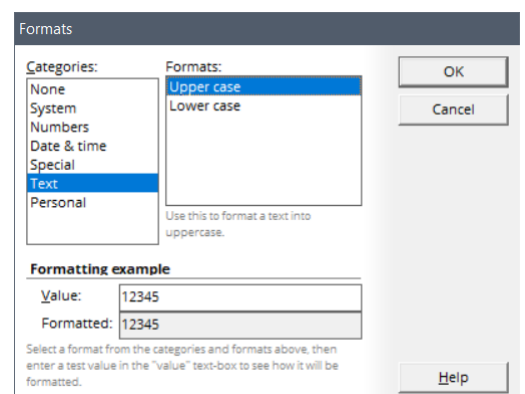 Formats
Categories:
None
System
Numbers
Date & time
Special
Text
Personal
Formats:
Upper case
Lower case
Use this to format a text into
uppercase.
OK
Cancel
Formatting example
Value: 12345
Formatted: 12345
Select a format from the categories and formats above, then
enter a test value in the "value" text-box to see how it will be
formatted.
Help